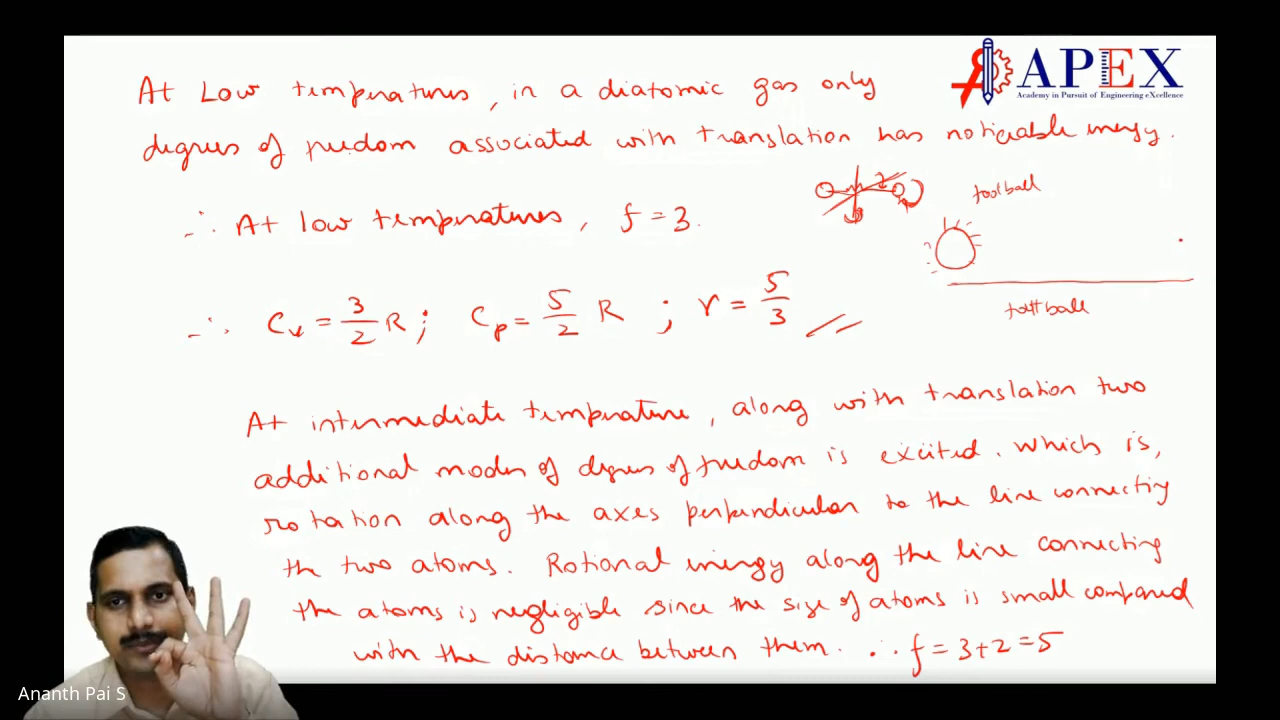 APEX
Academy in Pursuit of Engineering eXcellence
At Low temperatures, in a diatomic gas only
degrees of freedom associated with translation has noticiable energy.
football
∴ At low temperatures, f = 3.
∴ Cv = 3/2 R; Cp = 5/2 R ; γ = 5/3 //
At intermediate temperature, along with translation two
additional modes of degrees of freedom is excited. Which is,
rotation along the axes perpendicular to the line connecting
the two atoms. Rotional energy along the line connecting
the atoms is negligible since the size of atoms is small compared
with the distance between them. ∴ f = 3+2 = 5
Ananth Pai S